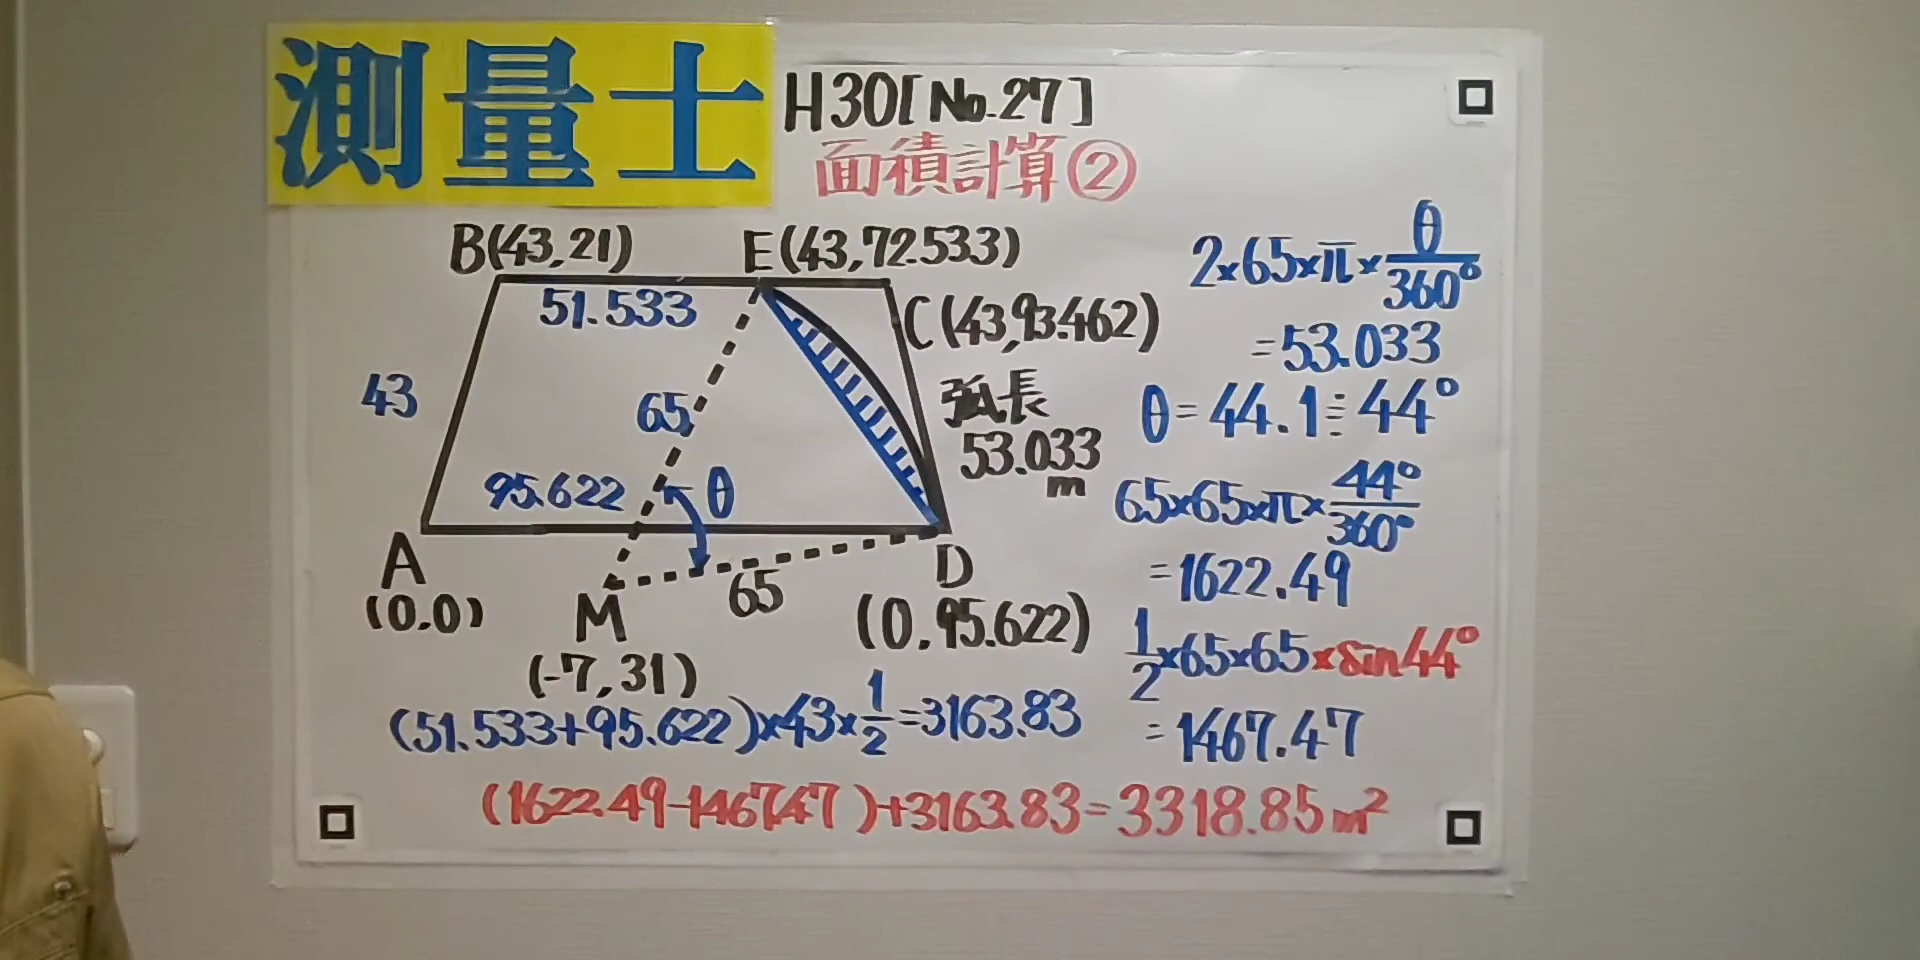 測量士
H30[No.27]
面積計算②
B(43,21)
E(43,72.533)
51.533
C(43,93.462)
43
65
弧長
53.033
m
95.622
θ
A
(0,0)
M
(-7,31)
65
D
(0,95.622)
(51.533+95.622)×43×1/2=3163.83
2×65×π×θ/360°
=53.033
θ=44.1≒44°
65×65×π×44°/360°
=1622.49
1/2×65×65×sin44°
=1467.47
(1622.49-1467.47)+3163.83=3318.85m²